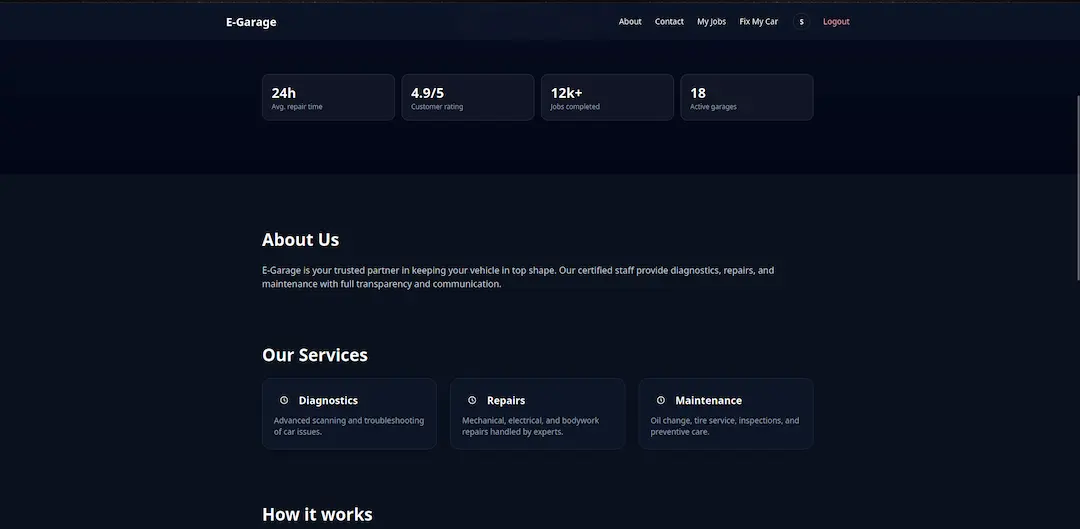 E-Garage
About Contact My Jobs Fix My Car $ Logout
24h
Avg. repair time
4.9/5
Customer rating
12k+
Jobs completed
18
Active garages
About Us
E-Garage is your trusted partner in keeping your vehicle in top shape. Our certified staff provide diagnostics, repairs, and
maintenance with full transparency and communication.
Our Services
Diagnostics
Advanced scanning and troubleshooting
of car issues.
Repairs
Mechanical, electrical, and bodywork
repairs handled by experts.
Maintenance
Oil change, tire service, inspections, and
preventive care.
How it works